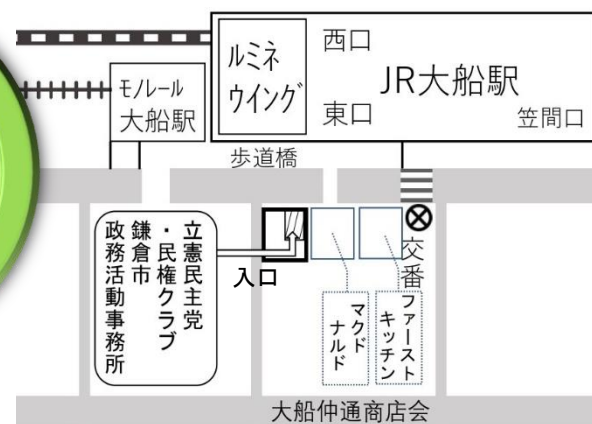 ルミネ
ウイング
西口
JR大船駅
東口
笠間口
モノレール
大船駅
歩道橋
立憲民主党
・民権クラブ
鎌倉市
政務活動事務所
入口
交番
マクド
ナルド
ファースト
キッチン
大船仲通商店会